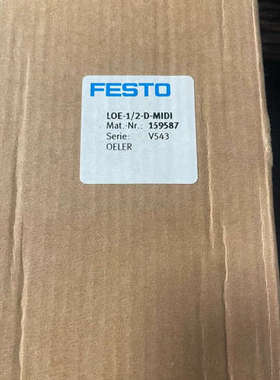 FESTO
LOE-1/2-D-MIDI
Mat.-Nr.: 159587
Serie: V543
OELER